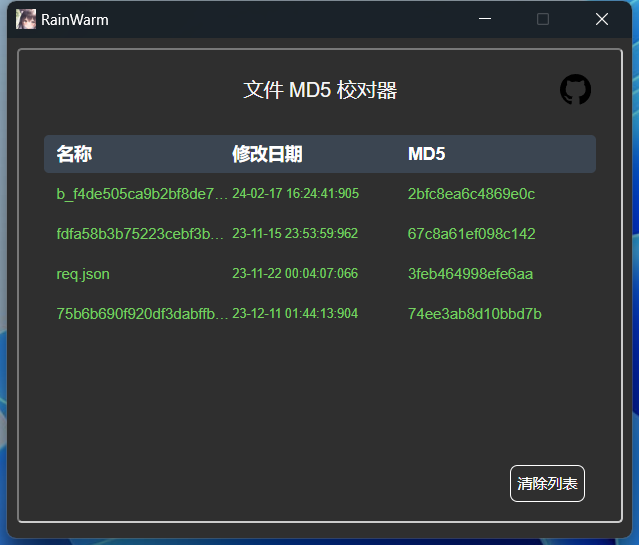 RainWarm
文件 MD5 校对器
名称 修改日期 MD5
b_f4de505ca9b2bf8de7... 24-02-17 16:24:41:905 2bfc8ea6c4869e0c
fdfa58b3b75223cebf3b... 23-11-15 23:53:59:962 67c8a61ef098c142
req.json 23-11-22 00:04:07:066 3feb464998efe6aa
75b6b690f920df3dabffb... 23-12-11 01:44:13:904 74ee3ab8d10bbd7b
清除列表